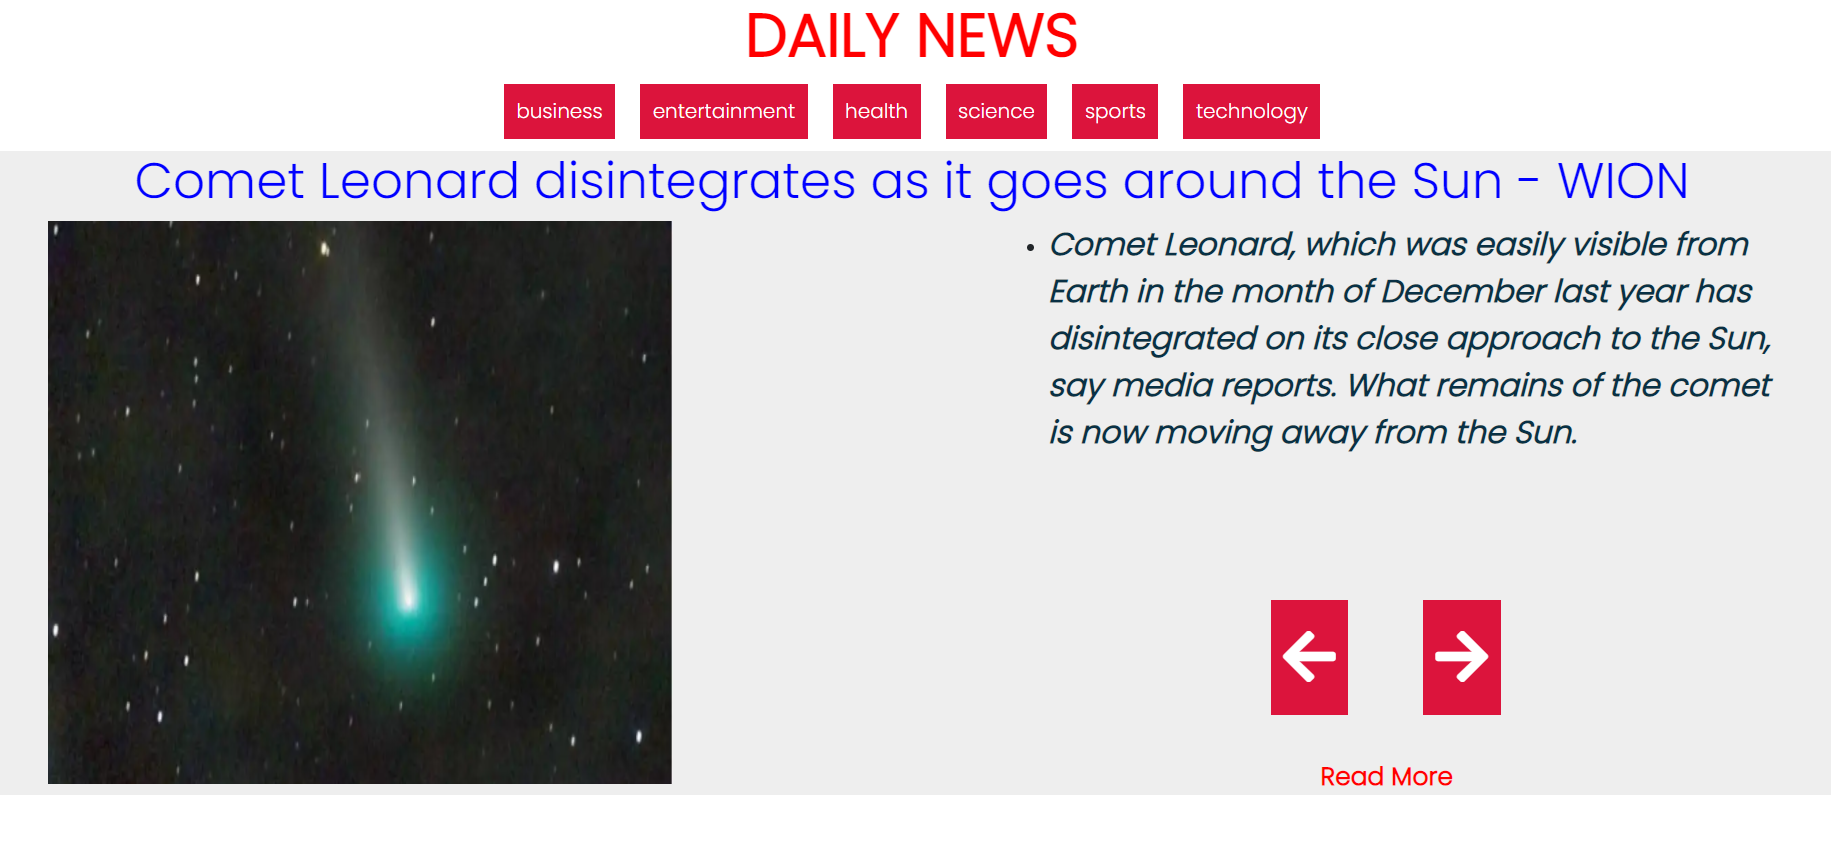 DAILY NEWS
business entertainment health science sports technology
Comet Leonard disintegrates as it goes around the Sun - WION
• Comet Leonard, which was easily visible from
Earth in the month of December last year has
disintegrated on its close approach to the Sun,
say media reports. What remains of the comet
is now moving away from the Sun.
Read More